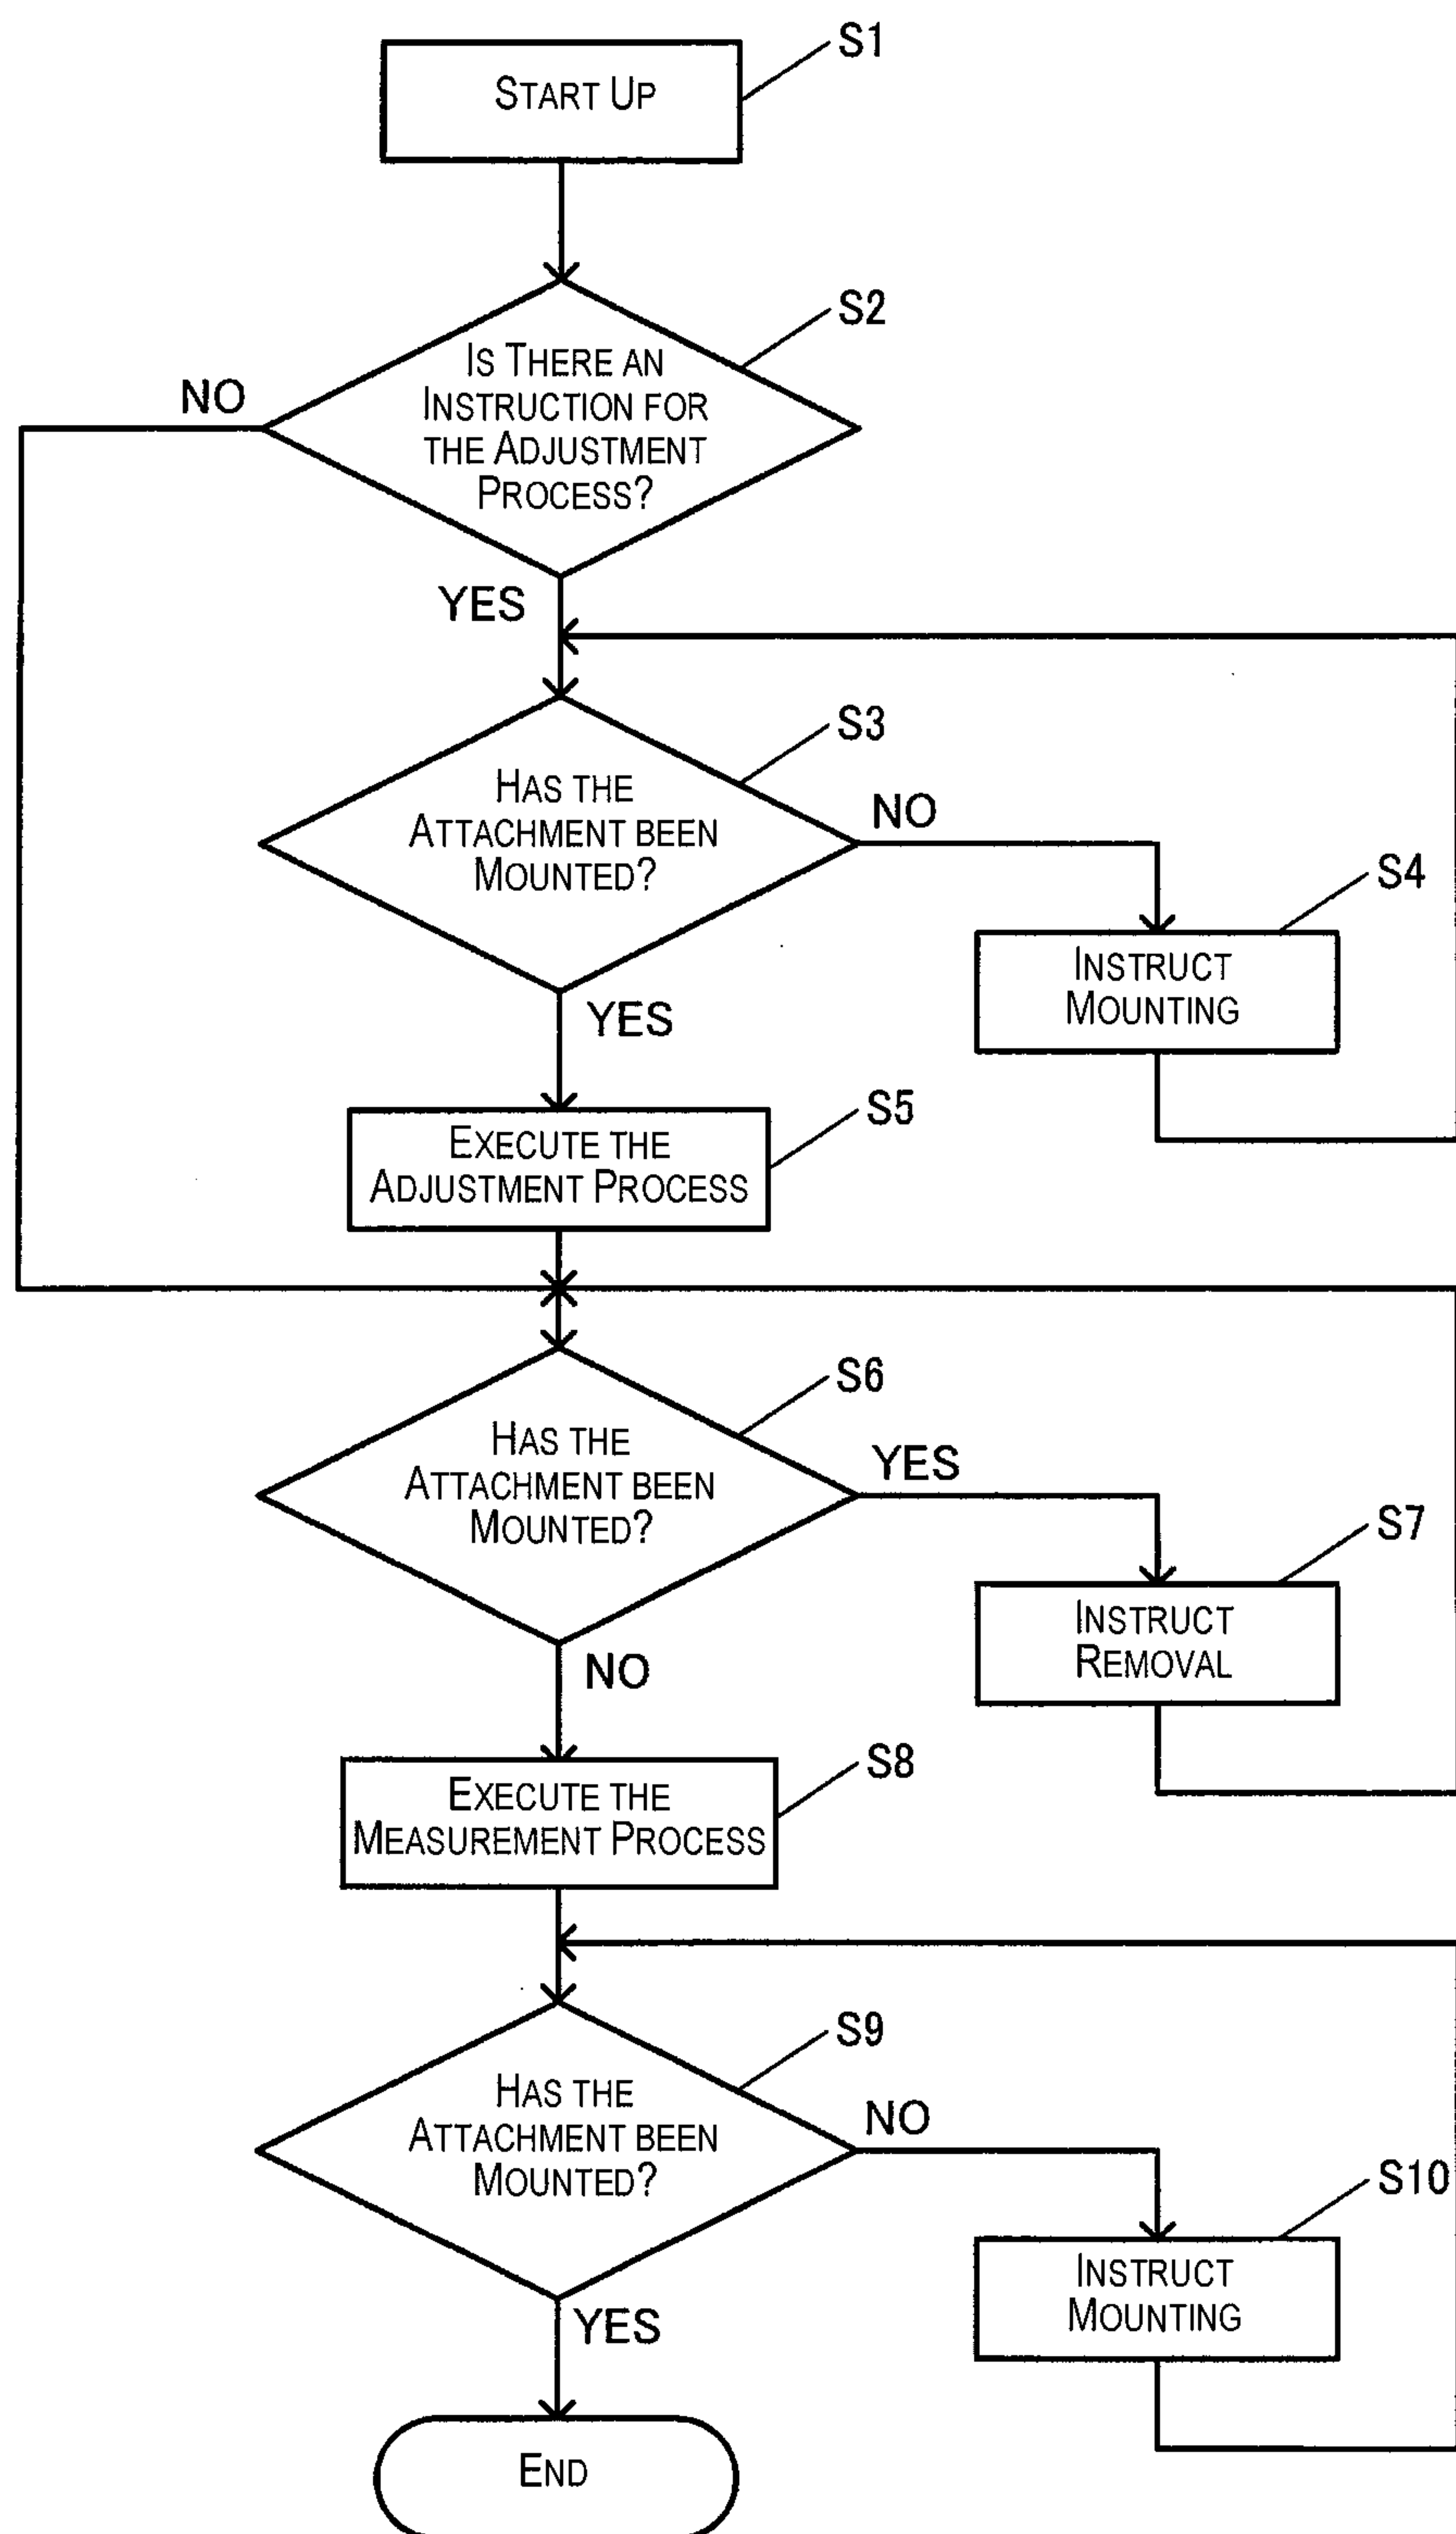 START UP
S1
IS THERE AN
INSTRUCTION FOR
THE ADJUSTMENT
PROCESS?
S2
NO
YES
HAS THE
ATTACHMENT BEEN
MOUNTED?
S3
NO
INSTRUCT
MOUNTING
S4
YES
EXECUTE THE
ADJUSTMENT PROCESS
S5
HAS THE
ATTACHMENT BEEN
MOUNTED?
S6
YES
INSTRUCT
REMOVAL
S7
NO
EXECUTE THE
MEASUREMENT PROCESS
S8
HAS THE
ATTACHMENT BEEN
MOUNTED?
S9
NO
INSTRUCT
MOUNTING
S10
YES
END